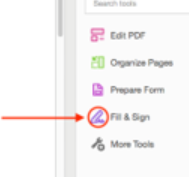 Search tools
Edit PDF
Organize Pages
Prepare Form
Fill & Sign
More Tools